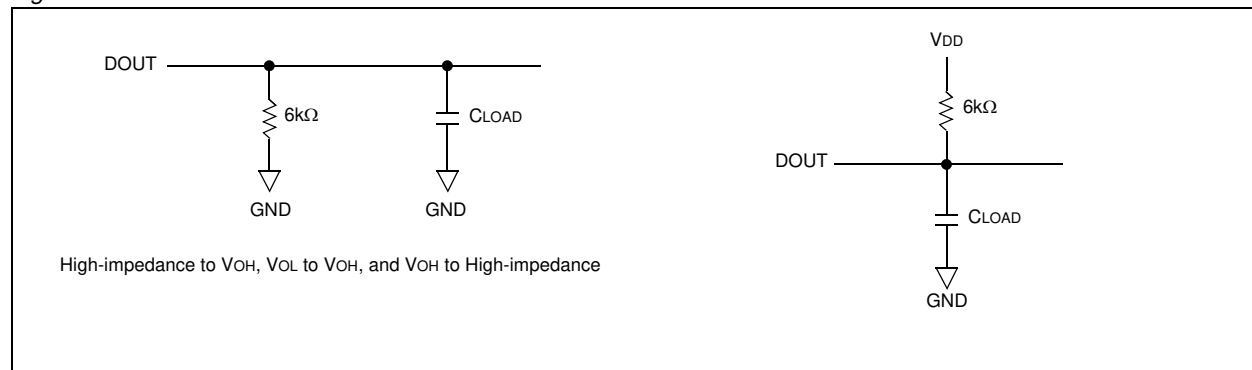 DOUT
6kΩ
CLOAD
GND
GND
High-impedance to VOH, VOL to VOH, and VOH to High-impedance
VDD
6kΩ
DOUT
CLOAD
GND